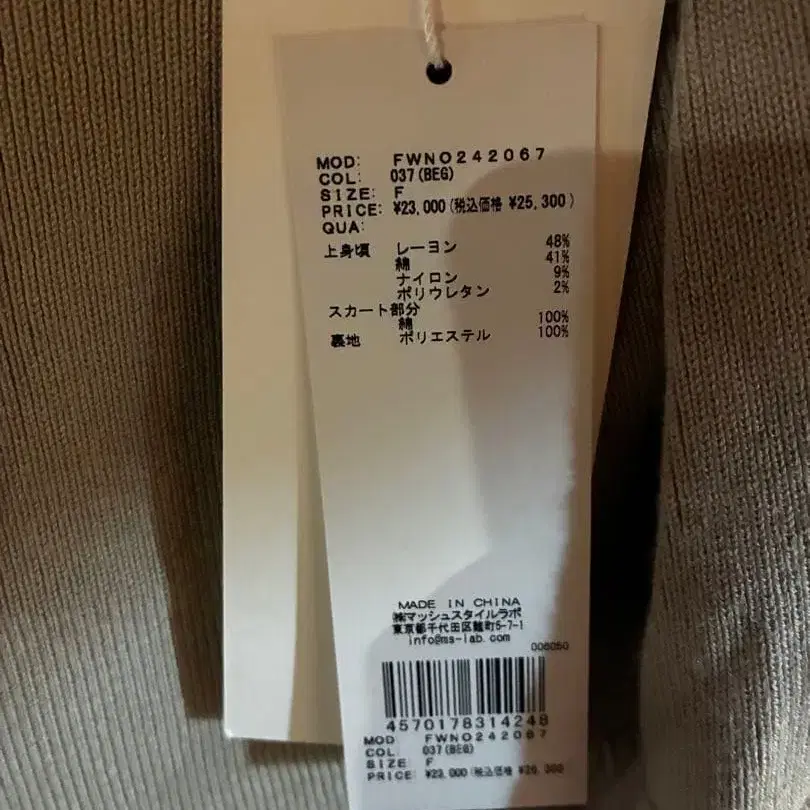 MOD: FWNO242067
COL: 037(BEG)
SIZE: F
PRICE: ¥23,000(税込価格 ¥25,300)
QUA:
上身頃 レーヨン 48%
綿 41%
ナイロン 9%
ポリウレタン 2%
スカート部分
綿 100%
裏地 ポリエステル 100%
MADE IN CHINA
㈱マッシュスタイルラボ
東京都千代田区麹町5-7-1
info@ms-lab.com
006050
4570178314248
MOD FWNO242067
COL 037(BEG)
SIZE: F
PRICE: ¥23,000(税込価格 ¥25,300